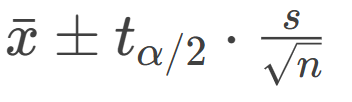 x̄ ± t_{α/2} · s/√n